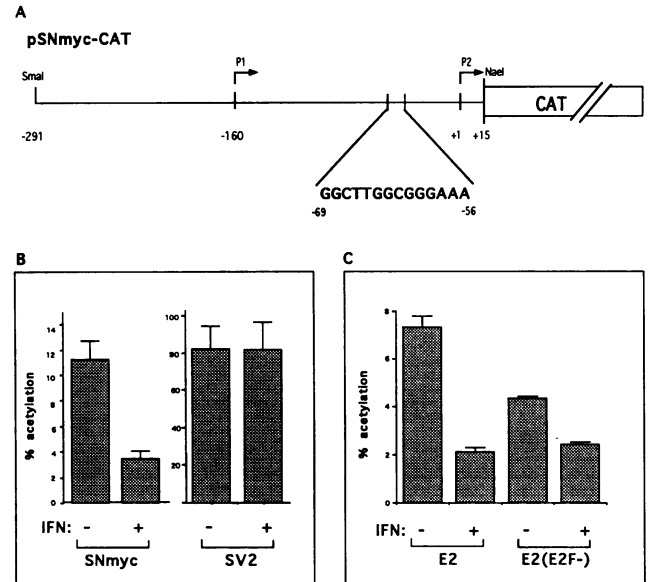 A
pSNmyc-CAT
SmaI
P1
P2
NaeI
CAT
-291
-160
+1
+15
GGCTTGGCGGGAAA
-69
-56
B
% acetylation
14
12
10
8
6
4
2
0
100
80
60
40
20
IFN: - + - +
SNmyc SV2
C
% acetylation
8
6
4
2
0
IFN: - + - +
E2 E2(E2F-)